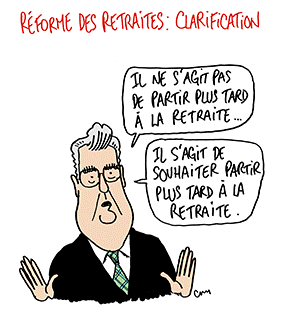 RÉFORME DES RETRAITES : CLARIFICATION
IL NE S'AGIT PAS
DE PARTIR PLUS TARD
À LA RETRAITE...
IL S'AGIT DE
SOUHAITER PARTIR
PLUS TARD À LA
RETRAITE.